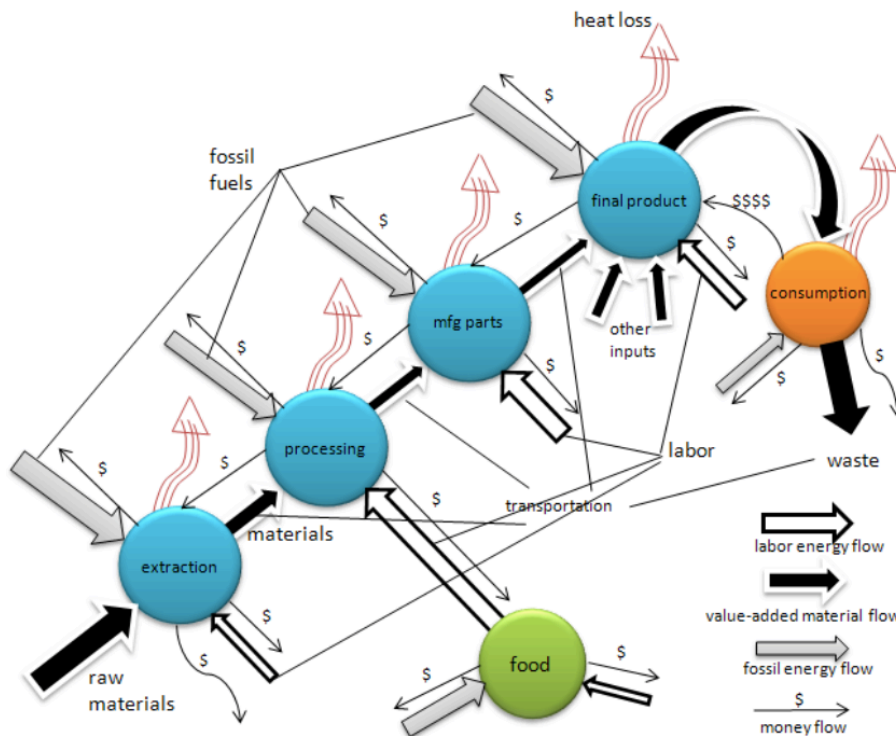 heat loss
$
fossil
fuels
final product
$$$$
$
$
$
consumption
mfg parts
other
inputs
$
$
$
$
$
processing
labor
waste
$
$
$
transportation
materials
labor energy flow
extraction
value-added material flow
$
food
$
$
$
raw
materials
fossil energy flow
$
money flow